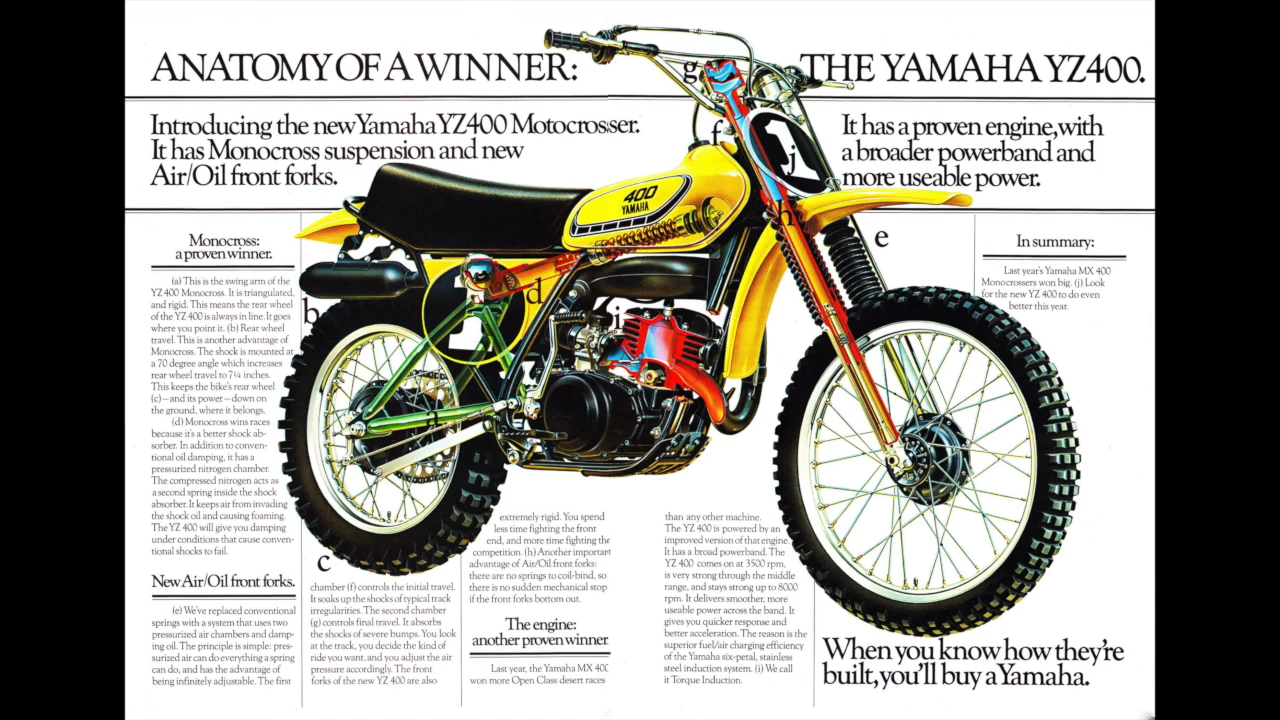 ANATOMY OF A WINNER: THE YAMAHA YZ400.
Introducing the new Yamaha YZ400 Motocrosser.
It has Monocross suspension and new
Air/Oil front forks.
It has a proven engine, with
a broader powerband and
more useable power.
Monocross:
a proven winner.
(a) This is the swing arm of the
YZ 400 Monocross. It is triangulated,
and rigid. This means the rear wheel
of the YZ 400 is always in line. It goes
where you point it. (b) Rear wheel
travel. This is another advantage of
Monocross. The shock is mounted at
a 70 degree angle which increases
rear wheel travel to 7¼ inches.
This keeps the bike's rear wheel
(c)—and its power—down on
the ground, where it belongs.
(d) Monocross wins races
because it's a better shock ab-
sorber. In addition to conven-
tional oil damping, it has a
pressurized nitrogen chamber.
The compressed nitrogen acts as
a second spring inside the shock
absorber. It keeps air from invading
the shock oil and causing foaming.
The YZ 400 will give you damping
under conditions that cause conven-
tional shocks to fail.
New Air/Oil front forks.
(e) We've replaced conventional
springs with a system that uses two
pressurized air chambers and damp-
ing oil. The principle is simple: pres-
surized air can do everything a spring
can do, and has the advantage of
being infinitely adjustable. The first
chamber (f) controls the initial travel.
It soaks up the shocks of typical track
irregularities. The second chamber
(g) controls final travel. It absorbs
the shocks of severe bumps. You look
at the track, you decide the kind of
ride you want, and you adjust the air
pressure accordingly. The front
forks of the new YZ 400 are also
extremely rigid. You spend
less time fighting the front
end, and more time fighting the
competition. (h) Another important
advantage of Air/Oil front forks:
there are no springs to coil-bind, so
there is no sudden mechanical stop
if the front forks bottom out.
The engine:
another proven winner
Last year, the Yamaha MX 400
won more Open Class desert races
than any other machine.
The YZ 400 is powered by an
improved version of that engine.
It has a broad powerband. The
YZ 400 comes on at 3500 rpm,
is very strong through the middle
range, and stays strong up to 8000
rpm. It delivers smoother, more
useable power across the band. It
gives you quicker response and
better acceleration. The reason is the
superior fuel/air charging efficiency
of the Yamaha six-petal, stainless
steel induction system. (i) We call
it Torque Induction.
In summary:
Last year's Yamaha MX 400
Monocrossers won big. (j) Look
for the new YZ 400 to do even
better this year.
When you know how they're
built, you'll buy a Yamaha.
400
YAMAHA
g
f
j
h
e
b
d
i
1
a
c